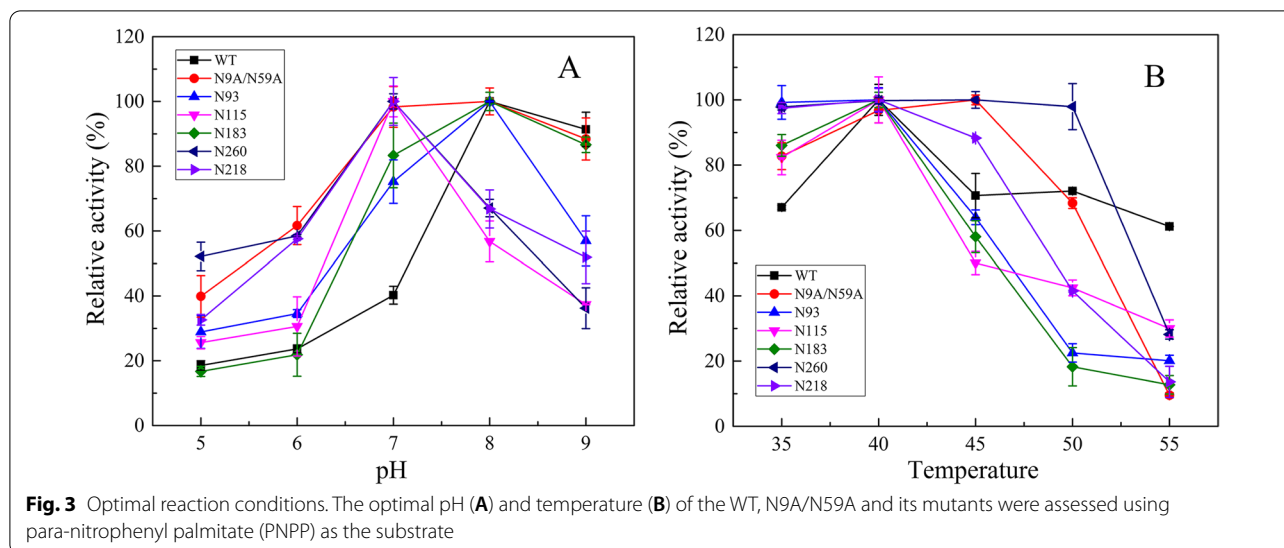 120
100
80
60
40
20
0
Relative activity (%)
WT
N9A/N59A
N93
N115
N183
N260
N218
A
5 6 7 8 9
pH
120
100
80
60
40
20
0
Relative activity (%)
B
WT
N9A/N59A
N93
N115
N183
N260
N218
35 40 45 50 55
Temperature
Fig. 3 Optimal reaction conditions. The optimal pH (A) and temperature (B) of the WT, N9A/N59A and its mutants were assessed using
para-nitrophenyl palmitate (PNPP) as the substrate